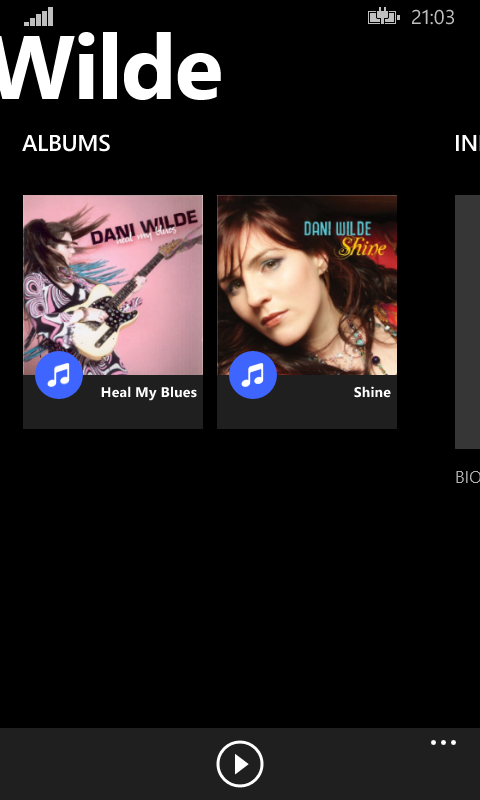 21:03
Wilde
ALBUMS
IN
DANI WILDE
heal my blues
DANI WILDE
Shine
Heal My Blues
Shine
BIO